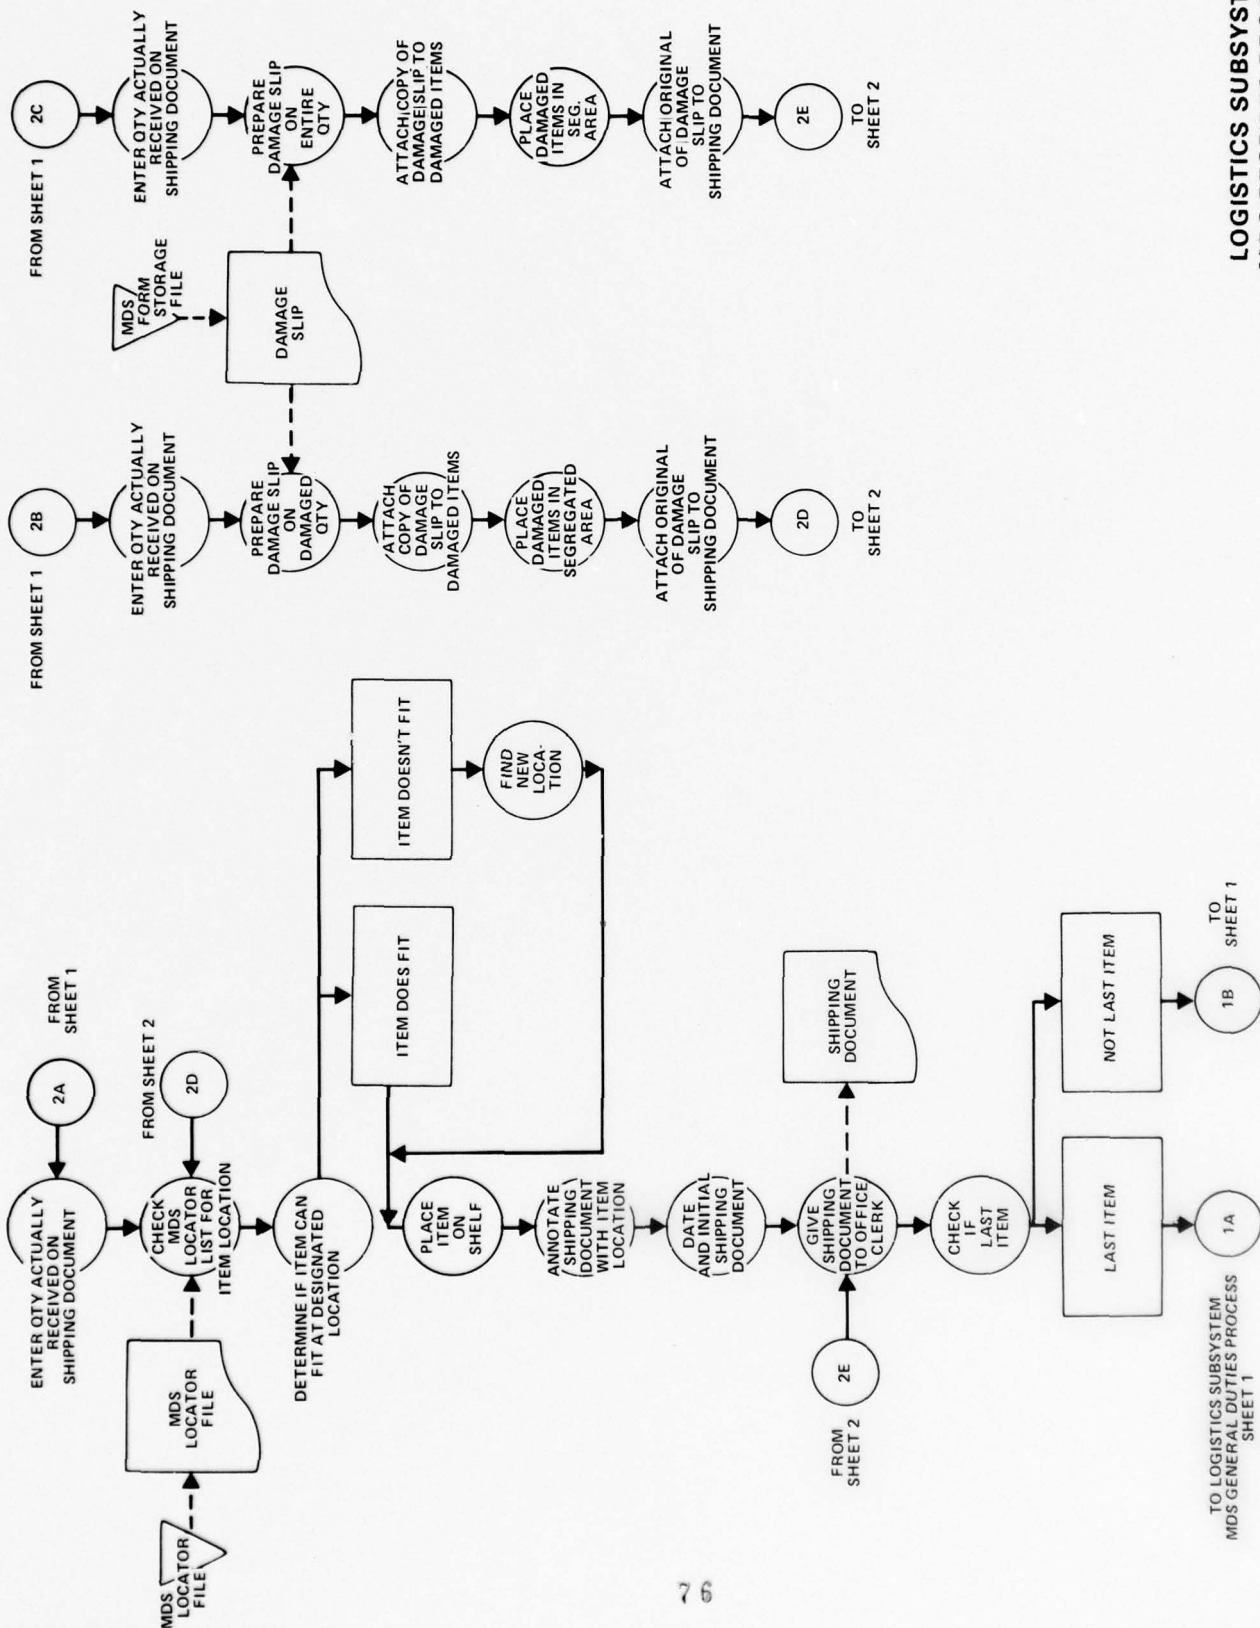 ENTER QTY ACTUALLY
RECEIVED ON
SHIPPING DOCUMENT
2A
FROM
SHEET 1
MDS
LOCATOR
FILE
MDS
LOCATOR
FILE
CHECK
MDS
LOCATOR
LIST FOR
ITEM LOCATION
2D
FROM SHEET 2
DETERMINE IF ITEM CAN
FIT AT DESIGNATED
LOCATION
ITEM DOES FIT
ITEM DOESN'T FIT
FIND
NEW
LOCA-
TION
PLACE
ITEM
ON
SHELF
ANNOTATE
SHIPPING
DOCUMENT
WITH ITEM
LOCATION
DATE
AND INITIAL
SHIPPING
DOCUMENT
FROM
SHEET 2
2E
GIVE
SHIPPING
DOCUMENT
TO OFFICE
CLERK
SHIPPING
DOCUMENT
CHECK
IF
LAST
ITEM
LAST ITEM
NOT LAST ITEM
TO LOGISTICS SUBSYSTEM
MDS GENERAL DUTIES PROCESS
SHEET 1
1A
1B
TO
SHEET 1
FROM SHEET 1
2B
ENTER QTY ACTUALLY
RECEIVED ON
SHIPPING DOCUMENT
PREPARE
DAMAGE SLIP
ON
DAMAGED
QTY
ATTACH
COPY OF
DAMAGE
SLIP TO
DAMAGED ITEMS
PLACE
DAMAGED
ITEMS IN
SEGREGATED
AREA
ATTACH ORIGINAL
OF DAMAGE
SLIP TO
SHIPPING DOCUMENT
2D
TO
SHEET 2
MDS
FORM
STORAGE
FILE
DAMAGE
SLIP
FROM SHEET 1
2C
ENTER QTY ACTUALLY
RECEIVED ON
SHIPPING DOCUMENT
PREPARE
DAMAGE SLIP
ON
ENTIRE
QTY
ATTACH COPY OF
DAMAGE SLIP TO
DAMAGED ITEMS
PLACE
DAMAGED
ITEMS IN
SEG.
AREA
ATTACH ORIGINAL
OF DAMAGE
SLIP TO
SHIPPING DOCUMENT
2E
TO
SHEET 2
LOGISTICS SUBSYST
76